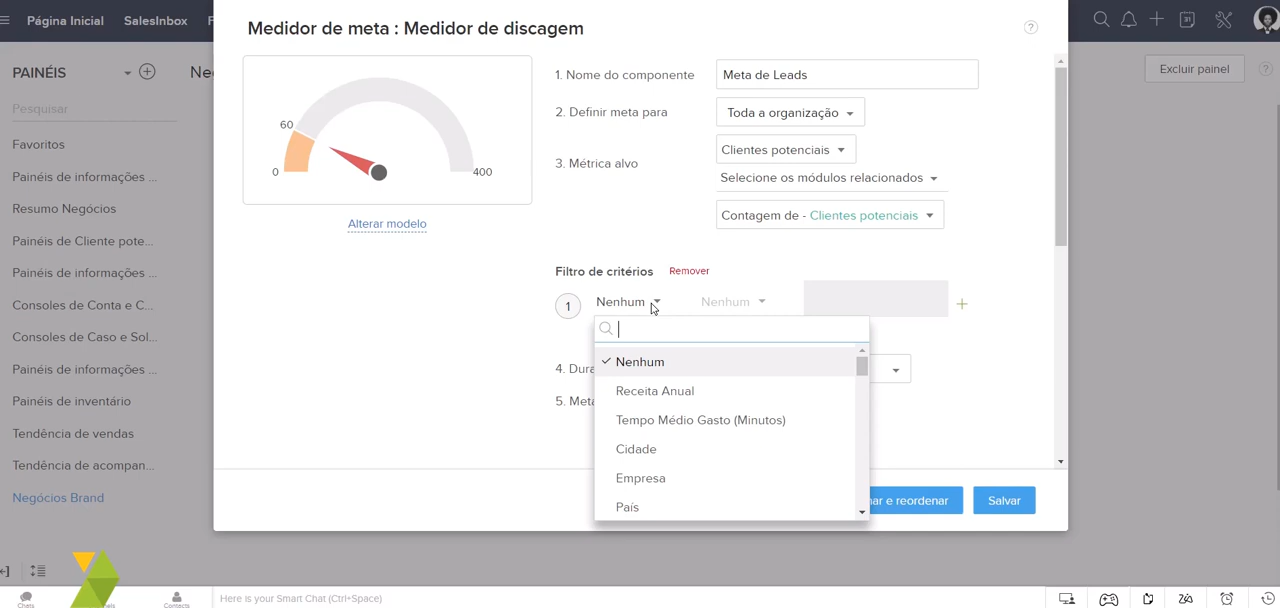 Página Inicial SalesInbox
31
Medidor de meta : Medidor de discagem
?
PAINÉIS
Excluir painel
?
Pesquisar
Favoritos
Painéis de informações ...
Resumo Negócios
Painéis de Cliente pote...
Painéis de informações ...
Consoles de Conta e C...
Consoles de Caso e Sol...
Painéis de informações ...
Painéis de inventário
Tendência de vendas
Tendência de acompan...
Negócios Brand
60
0
400
Alterar modelo
1. Nome do componente Meta de Leads
2. Definir meta para Toda a organização
3. Métrica alvo
Clientes potenciais
Selecione os módulos relacionados
Contagem de - Clientes potenciais
Filtro de critérios Remover
1 Nenhum Nenhum
Nenhum
Receita Anual
Tempo Médio Gasto (Minutos)
Cidade
Empresa
País
4. Dura
5. Meta
ar e reordenar
Salvar
Chats
Contacts
Here is your Smart Chat (Ctrl+Space)